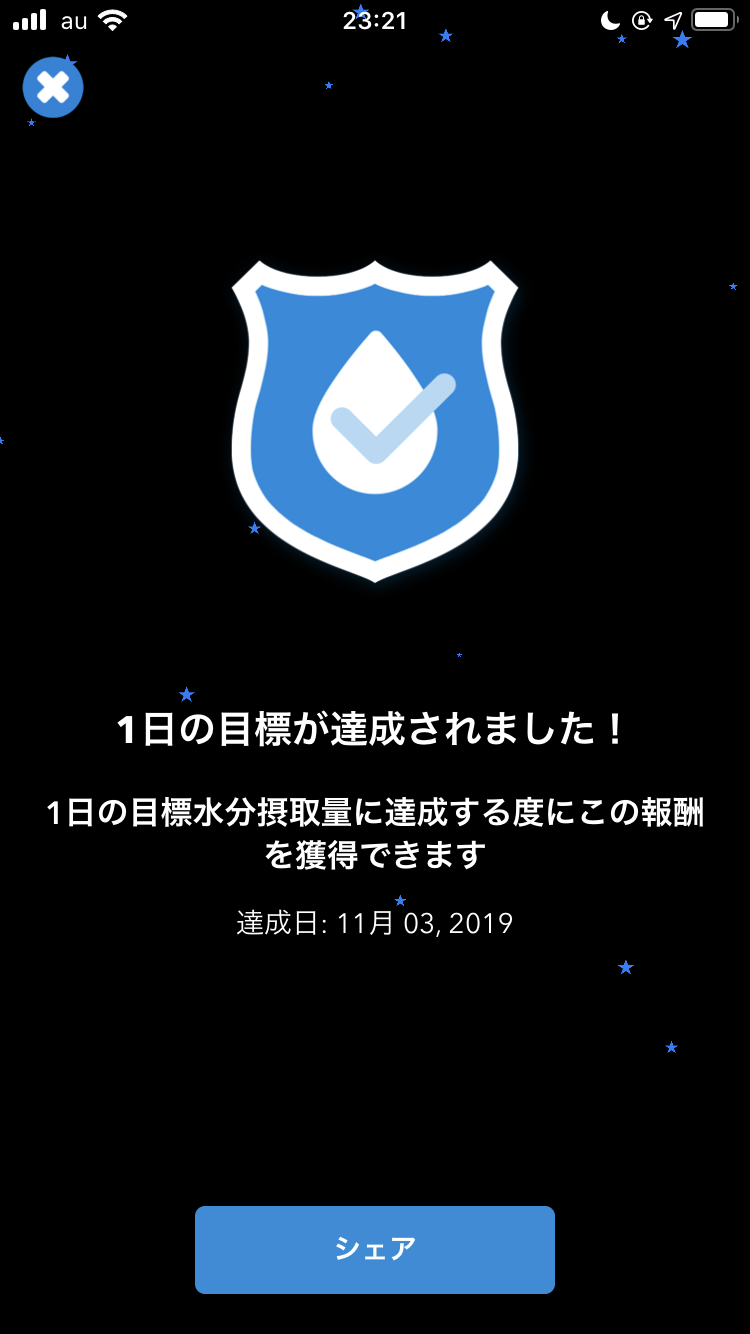 au
23:21
1日の目標が達成されました！
1日の目標水分摂取量に達成する度にこの報酬
を獲得できます
達成日: 11月 03, 2019
シェア